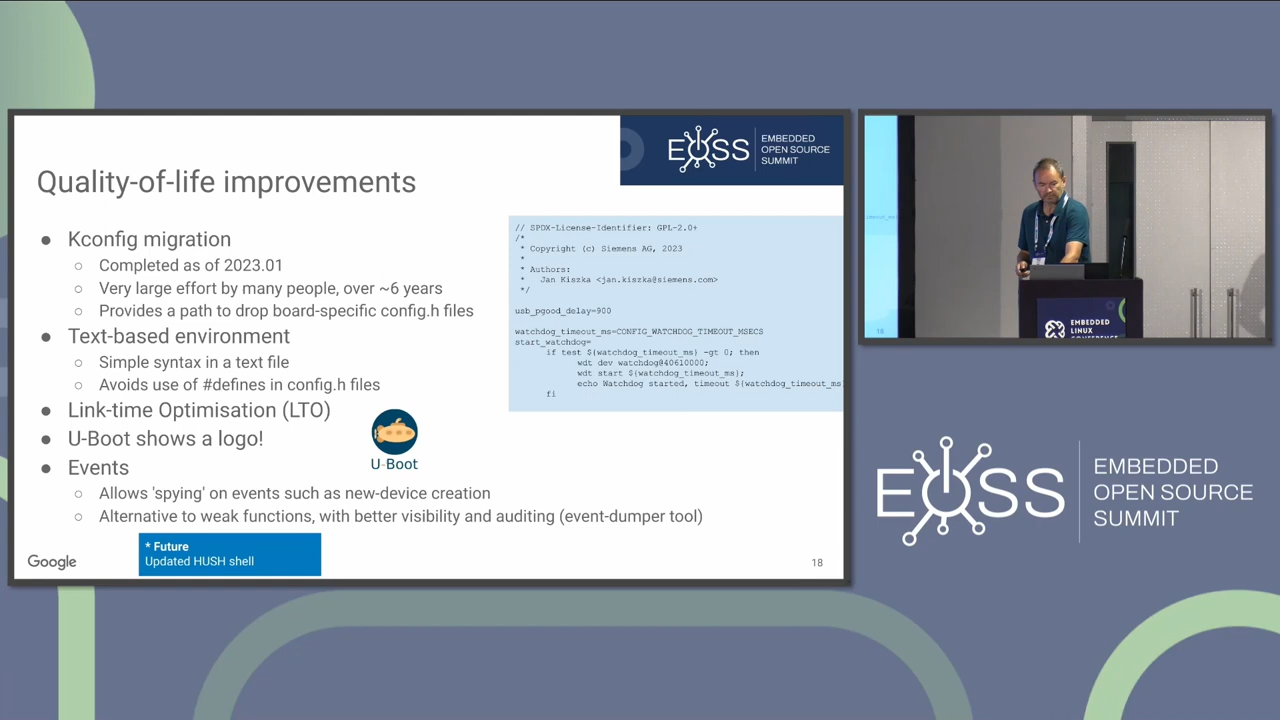 EOSS
EMBEDDED
OPEN SOURCE
SUMMIT
Quality-of-life improvements
● Kconfig migration
○ Completed as of 2023.01
○ Very large effort by many people, over ~6 years
○ Provides a path to drop board-specific config.h files
● Text-based environment
○ Simple syntax in a text file
○ Avoids use of #defines in config.h files
● Link-time Optimisation (LTO)
● U-Boot shows a logo!
U-Boot
● Events
○ Allows 'spying' on events such as new-device creation
○ Alternative to weak functions, with better visibility and auditing (event-dumper tool)
* Future
Updated HUSH shell
Google
18
// SPDX-License-Identifier: GPL-2.0+
/*
* Copyright (c) Siemens AG, 2023
*
* Authors:
* Jan Kiszka <jan.kiszka@siemens.com>
*/
usb_pgood_delay=900
watchdog_timeout_ms=CONFIG_WATCHDOG_TIMEOUT_MSECS
start_watchdog=
if test ${watchdog_timeout_ms} -gt 0; then
wdt dev watchdog@40610000;
wdt start ${watchdog_timeout_ms};
echo Watchdog started, timeout ${watchdog_timeout_ms
fi
18
EMBEDDED
LINUX
CONFERENCE
EOSS
EMBEDDED
OPEN SOURCE
SUMMIT